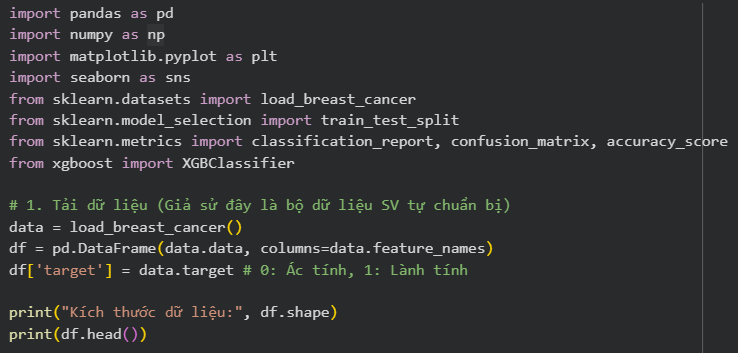 import pandas as pd
import numpy as np
import matplotlib.pyplot as plt
import seaborn as sns
from sklearn.datasets import load_breast_cancer
from sklearn.model_selection import train_test_split
from sklearn.metrics import classification_report, confusion_matrix, accuracy_score
from xgboost import XGBClassifier
# 1. Tải dữ liệu (Giả sử đây là bộ dữ liệu SV tự chuẩn bị)
data = load_breast_cancer()
df = pd.DataFrame(data.data, columns=data.feature_names)
df['target'] = data.target # 0: Ác tính, 1: Lành tính
print("Kích thước dữ liệu:", df.shape)
print(df.head())